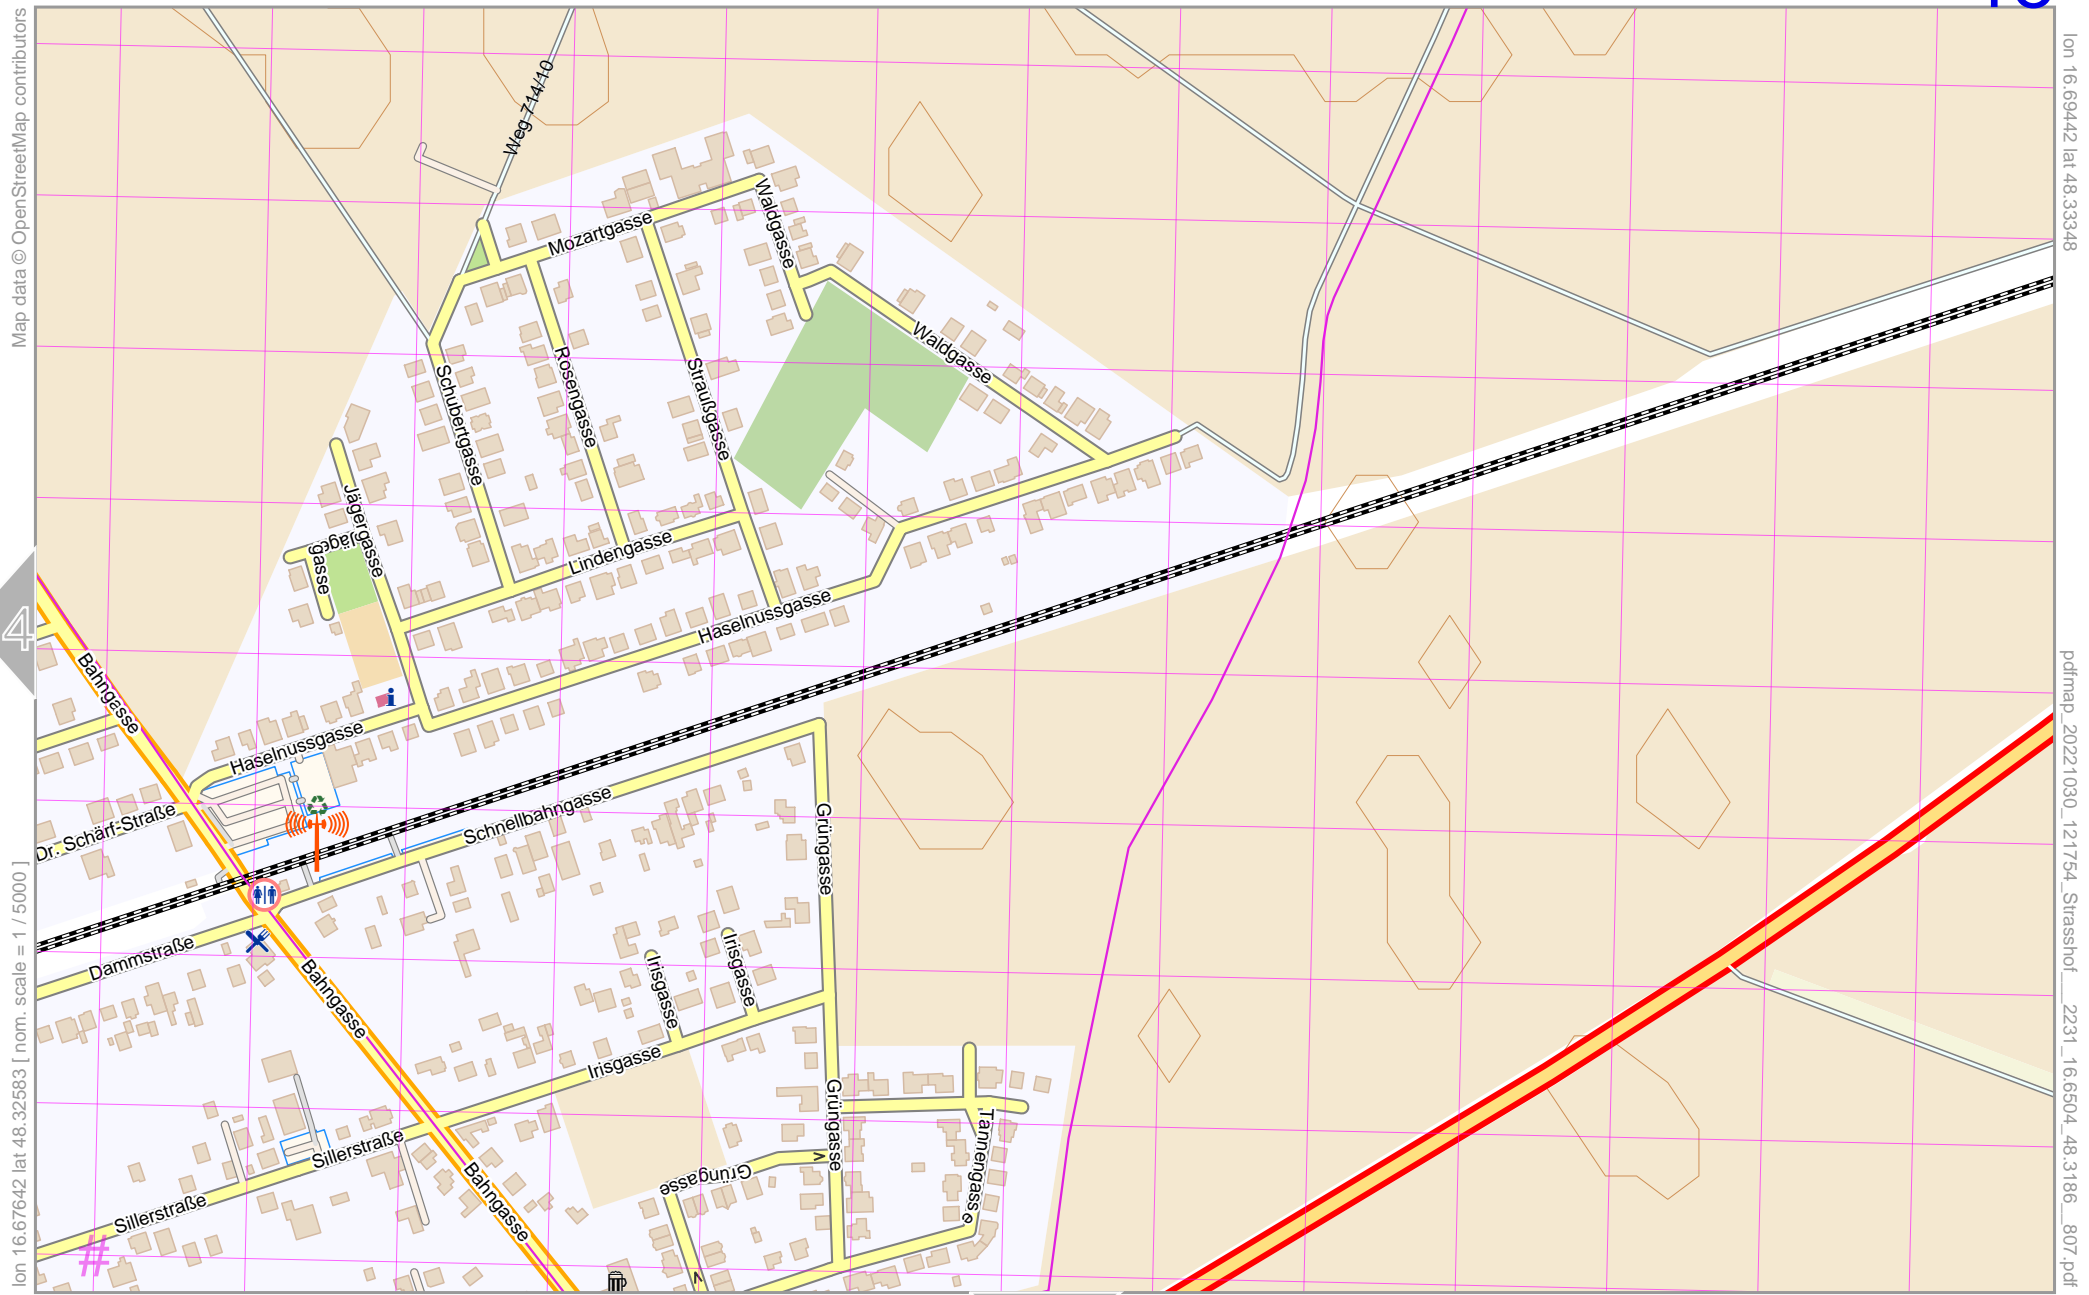 Weg 714/10
Mozartgasse
Waldgasse
Waldgasse
Schubertgasse
Rosengasse
Straußgasse
Jägergasse
Jäger-
gasse
Lindengasse
Haselnussgasse
Bahngasse
Haselnussgasse
Dr. Schärf-Straße
Schnellbahngasse
Grüngasse
Dammstraße
Bahngasse
Irisgasse
Irisgasse
Irisgasse
Grüngasse
Tannengasse
Sillerstraße
Grüngasse
Bahngasse
Sillerstraße
#
4
i
Map data © OpenStreetMap contributors
lon 16.67642 lat 48.32583 [ nom. scale = 1 / 5000 ]
lon 16.69442 lat 48.33348
pdfmap_20221030_121754_Strasshof___2231_16.6504_48.3186__807.pdf